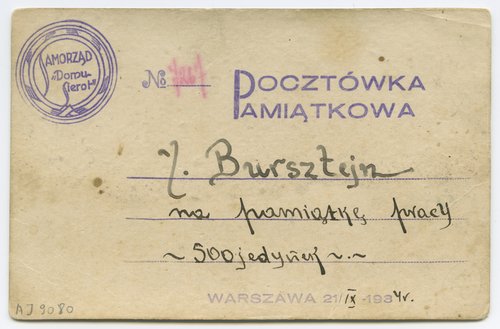 SAMORZĄD
"Domu-
Sierot"
№
POCZTÓWKA
PAMIĄTKOWA
Bursztejn
na pamiątkę pracy
~ 500 jedynek ~.~
WARSZAWA 21/IX -1934r.
AJ 9080